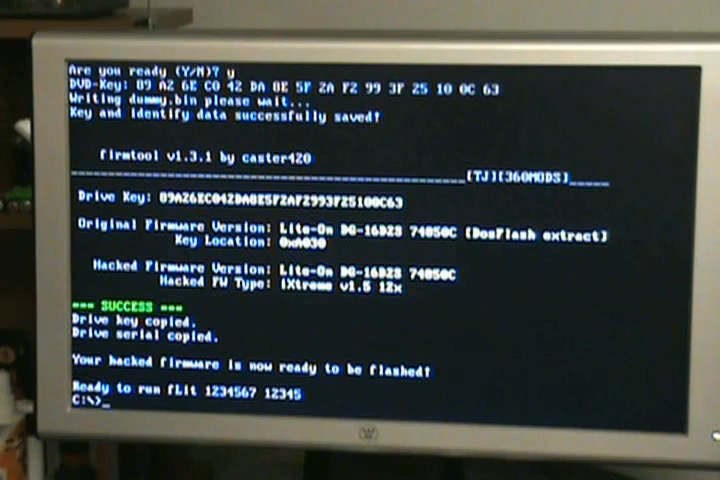 Are you ready (Y/N)? y
DVD-Key: 89 A2 6E C0 42 DA 8E 5F 2A F2 99 3F 25 10 0C 63
Writing dummy.bin please wait...
Key and Identify data successfully saved!
firmtool v1.3.1 by caster420
[TJ][360MODS]
Drive Key: 89A26EC042DA8E5F2AF2993F25100C63
Original Firmware Version: Lite-On DG-16D2S 74850C [DosFlash extract]
Key Location: 0xA030
Hacked Firmware Version: Lite-On DG-16D2S 74850C
Hacked FW Type: iXtreme v1.5 12x
--- SUCCESS ---
Drive key copied.
Drive serial copied.
Your hacked firmware is now ready to be flashed!
Ready to run fLit 1234567 12345
C:\>_